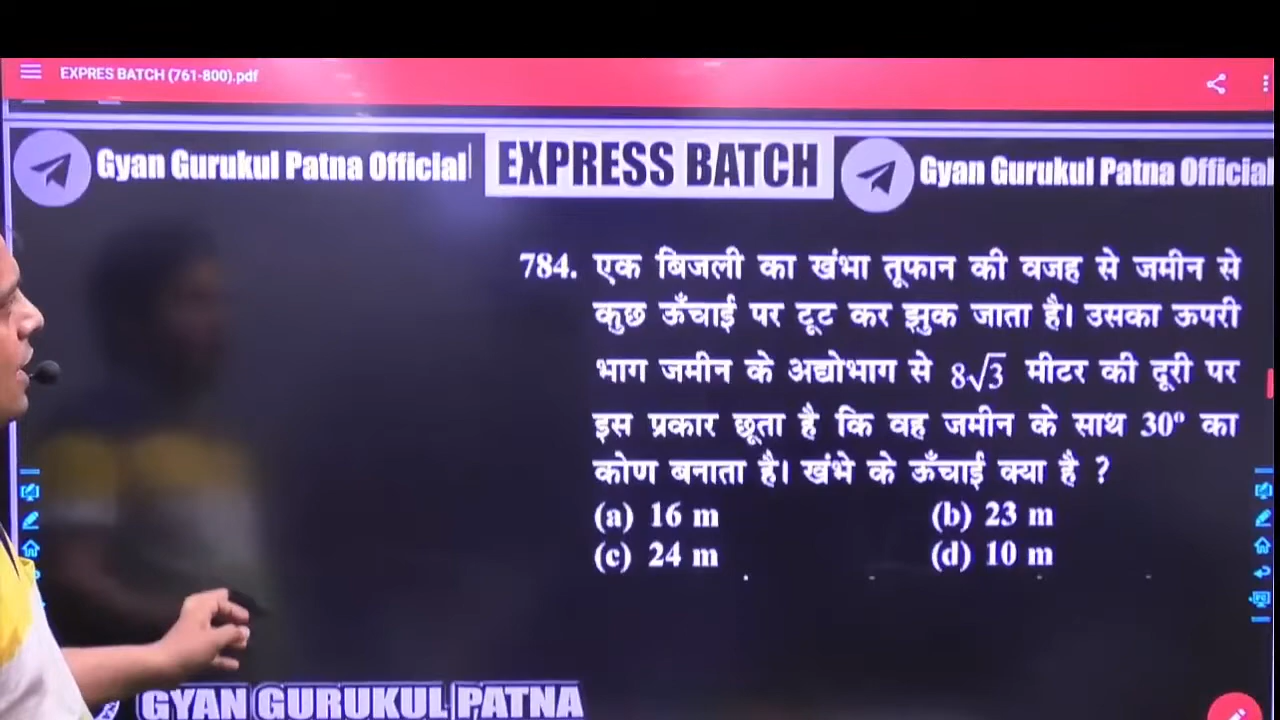 EXPRES BATCH (761-800).pdf
Gyan Gurukul Patna Official
EXPRESS BATCH
Gyan Gurukul Patna Official
784. एक बिजली का खंभा तूफान की वजह से जमीन से
कुछ ऊँचाई पर टूट कर झुक जाता है। उसका ऊपरी
भाग जमीन के अद्योभाग से 8√3 मीटर की दूरी पर
इस प्रकार छूता है कि वह जमीन के साथ 30º का
कोण बनाता है। खंभे के ऊँचाई क्या है ?
(a) 16 m (b) 23 m
(c) 24 m (d) 10 m
GYAN GURUKUL PATNA